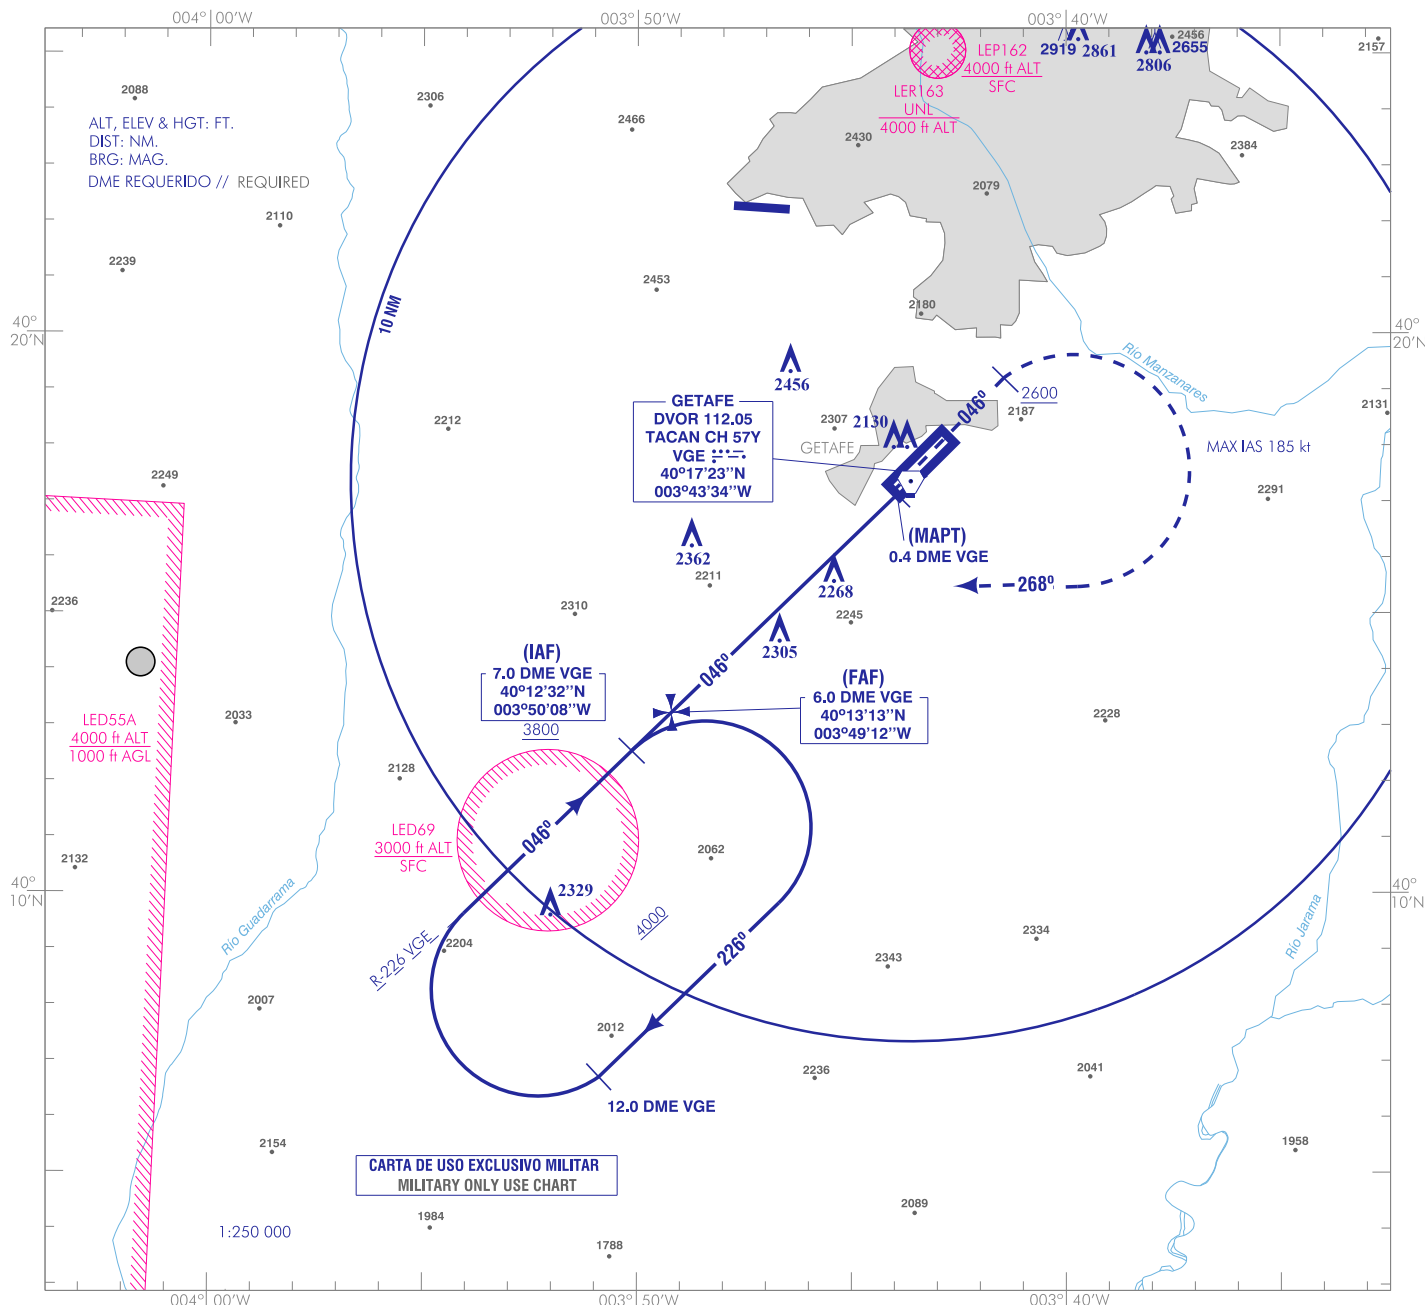 004° 00'W
003° 50'W
003° 40'W
2088
2306
2466
2430
2079
2384
2456
2157
2919
2861
2806
2655
LEP162
4000 ft ALT
SFC
LER163
UNL
4000 ft ALT
ALT, ELEV & HGT: FT.
DIST: NM.
BRG: MAG.
DME REQUERIDO // REQUIRED
2110
2239
2453
2180
10 NM
40°
20'N
40°
20'N
Río Manzanares
2456
2600
2187
2131
046°
GETAFE
DVOR 112.05
TACAN CH 57Y
VGE
40°17'23''N
003°43'34''W
2307
2130
GETAFE
2212
2249
MAX IAS 185 kt
2291
2362
2211
(MAPT)
0.4 DME VGE
2268
268°
2236
2310
2245
2305
(IAF)
7.0 DME VGE
40°12'32''N
003°50'08''W
3800
046°
(FAF)
6.0 DME VGE
40°13'13''N
003°49'12''W
2228
LED55A
4000 ft ALT
1000 ft AGL
2033
2128
LED69
3000 ft ALT
SFC
046°
2062
2132
40°
10'N
40°
10'N
2329
4000
226°
Río Guadarrama
R-226 VGE
2204
2334
2343
Río Jarama
2007
2012
2236
2041
12.0 DME VGE
2154
1958
CARTA DE USO EXCLUSIVO MILITAR
MILITARY ONLY USE CHART
1984
2089
1:250 000
1788
004° 00'W
003° 50'W
003° 40'W